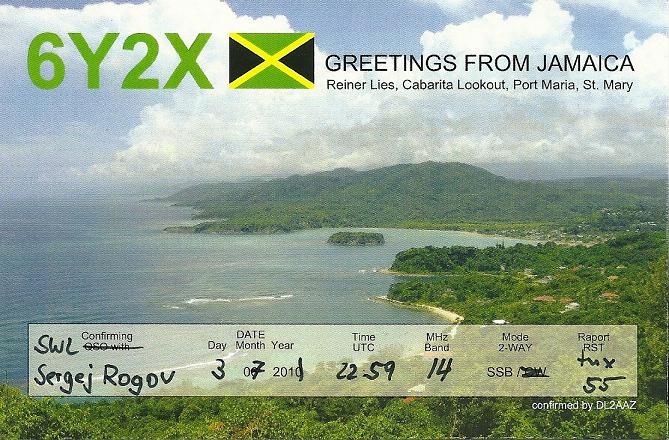 6Y2X
GREETINGS FROM JAMAICA
Reiner Lies, Cabarita Lookout, Port Maria, St. Mary
SWL Confirming QSO with
Sergej Rogov
DATE
Day Month Year
3 07 2011
Time
UTC
22 59
MHz
Band
14
Mode
2-WAY
SSB / CW
Raport
RST
tnx
55
confirmed by DL2AAZ